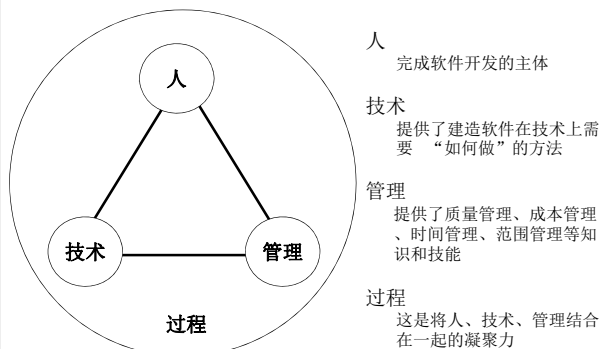 人
技术
管理
过程
人
完成软件开发的主体
技术
提供了建造软件在技术上需
要 “如何做”的方法
管理
提供了质量管理、成本管理
、时间管理、范围管理等知
识和技能
过程
这是将人、技术、管理结合
在一起的凝聚力